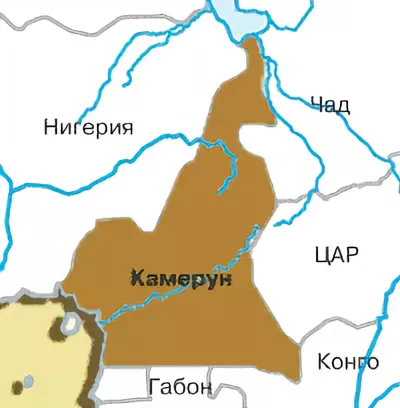 Чад
Нигерия
ЦАР
Камерун
Конго
Габон